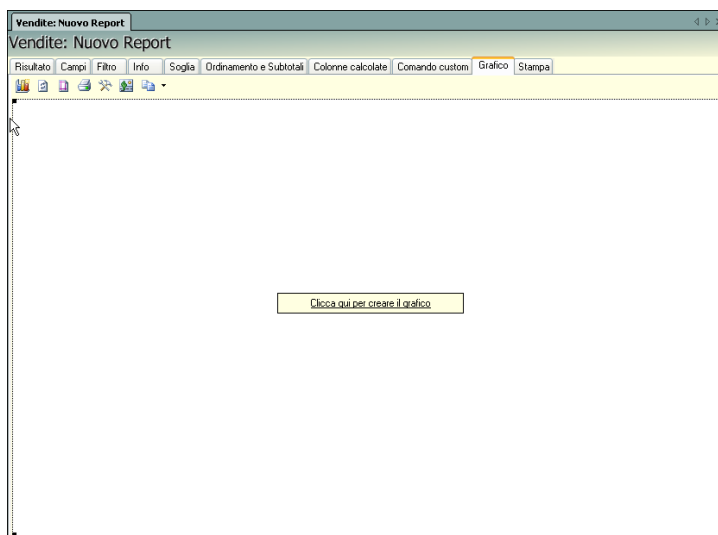 Vendite: Nuovo Report
Vendite: Nuovo Report
Risultato Campi Filtro Info Soglia Ordinamento e Subtotali Colonne calcolate Comando custom Grafico Stampa
Clicca qui per creare il grafico